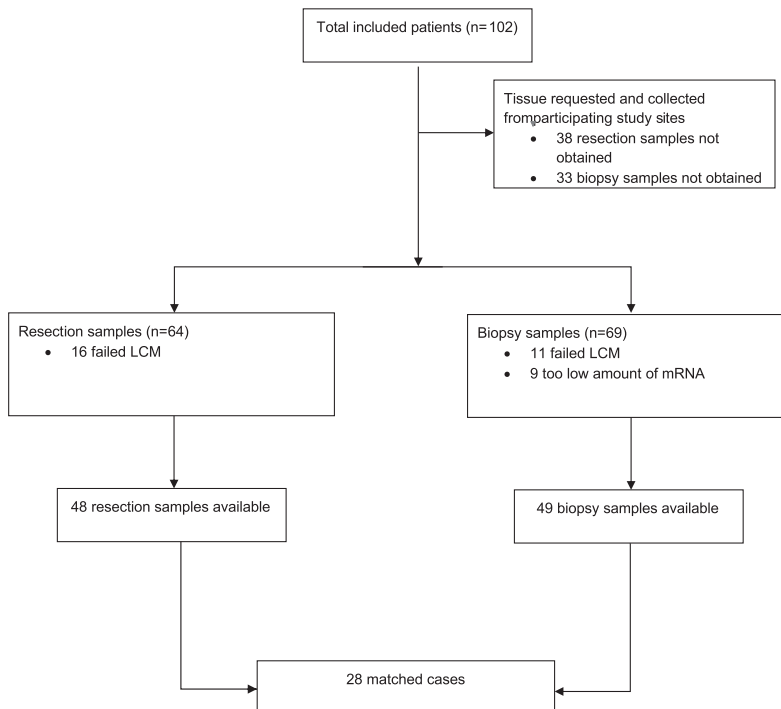 Total included patients (n=102)
Tissue requested and collected
fromparticipating study sites
• 38 resection samples not
obtained
• 33 biopsy samples not obtained
Resection samples (n=64)
• 16 failed LCM
Biopsy samples (n=69)
• 11 failed LCM
• 9 too low amount of mRNA
48 resection samples available
49 biopsy samples available
28 matched cases